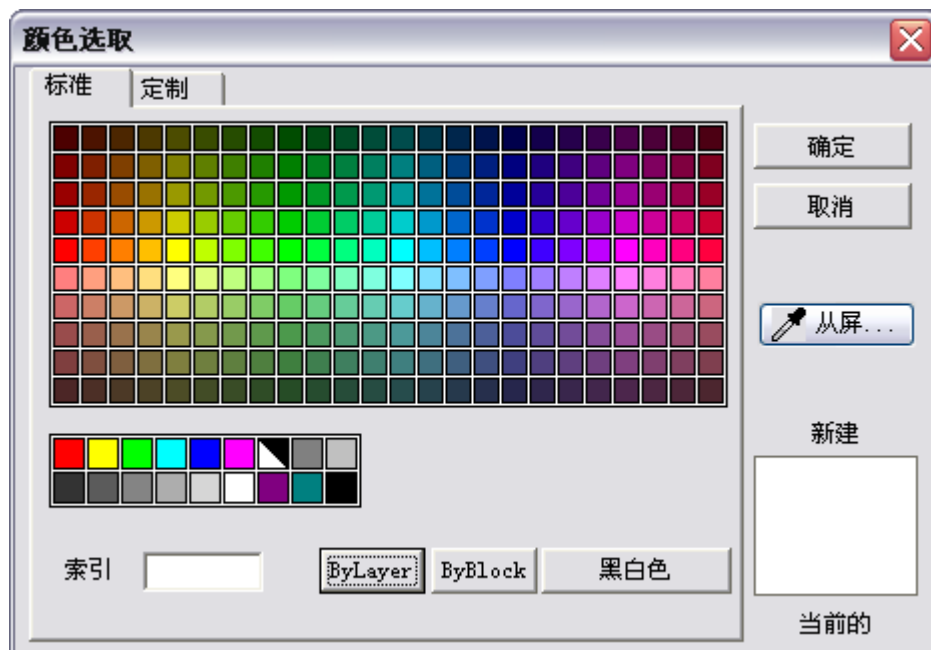 颜色选取
标准
定制
确定
取消
从屏...
新建
索引
ByLayer
ByBlock
黑白色
当前的